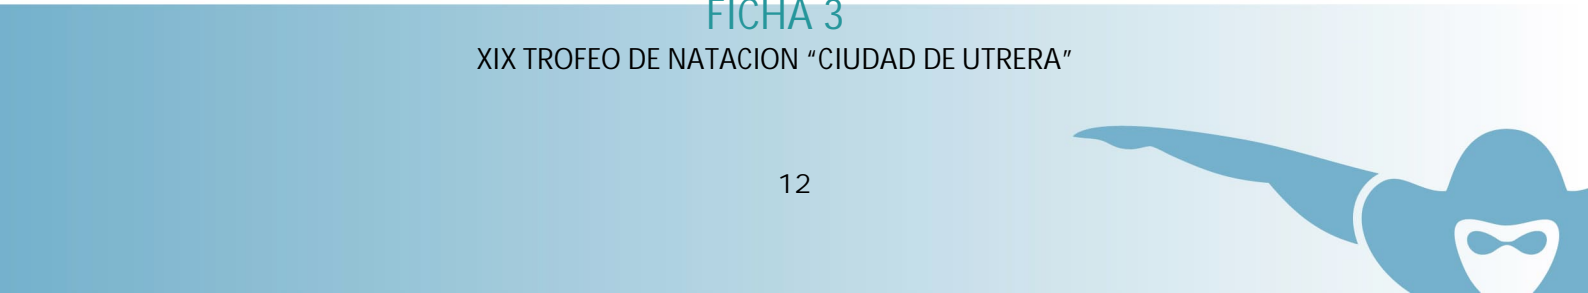 FICHA 3
XIX TROFEO DE NATACION “CIUDAD DE UTRERA”
12